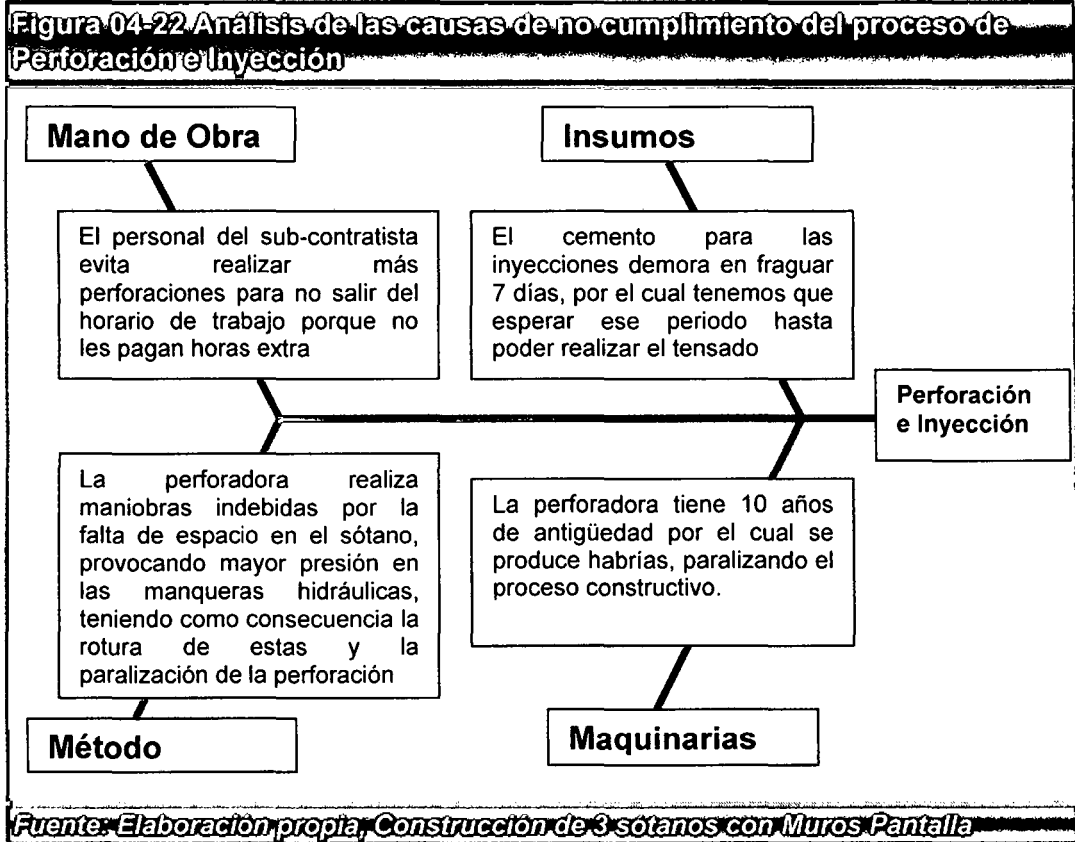 Figura 04-22 Análisis de las causas de no cumplimiento del proceso de
Perforación e Inyección
Mano de Obra
Insumos
El personal del sub-contratista
evita realizar más
perforaciones para no salir del
horario de trabajo porque no
les pagan horas extra
El cemento para las
inyecciones demora en fraguar
7 días, por el cual tenemos que
esperar ese periodo hasta
poder realizar el tensado
Perforación
e Inyección
La perforadora realiza
maniobras indebidas por la
falta de espacio en el sótano,
provocando mayor presión en
las mangueras hidráulicas,
teniendo como consecuencia la
rotura de estas y la
paralización de la perforación
La perforadora tiene 10 años
de antigüedad por el cual se
produce habrías, paralizando el
proceso constructivo.
Método
Maquinarias
Fuente: Elaboración propia, Construcción de 3 sótanos con Muros Pantalla